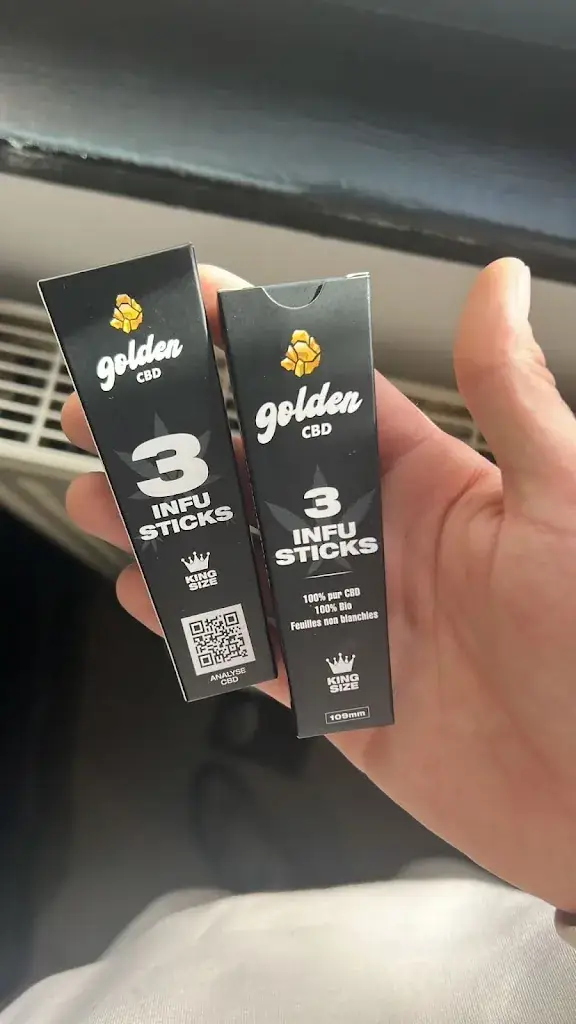 golden
CBD
3
INFU
STICKS
KING
SIZE
ANALYSE
CBD
golden
CBD
3
INFU
STICKS
100% pur CBD
100% Bio
Feuilles non blanchies
KING
SIZE
109mm